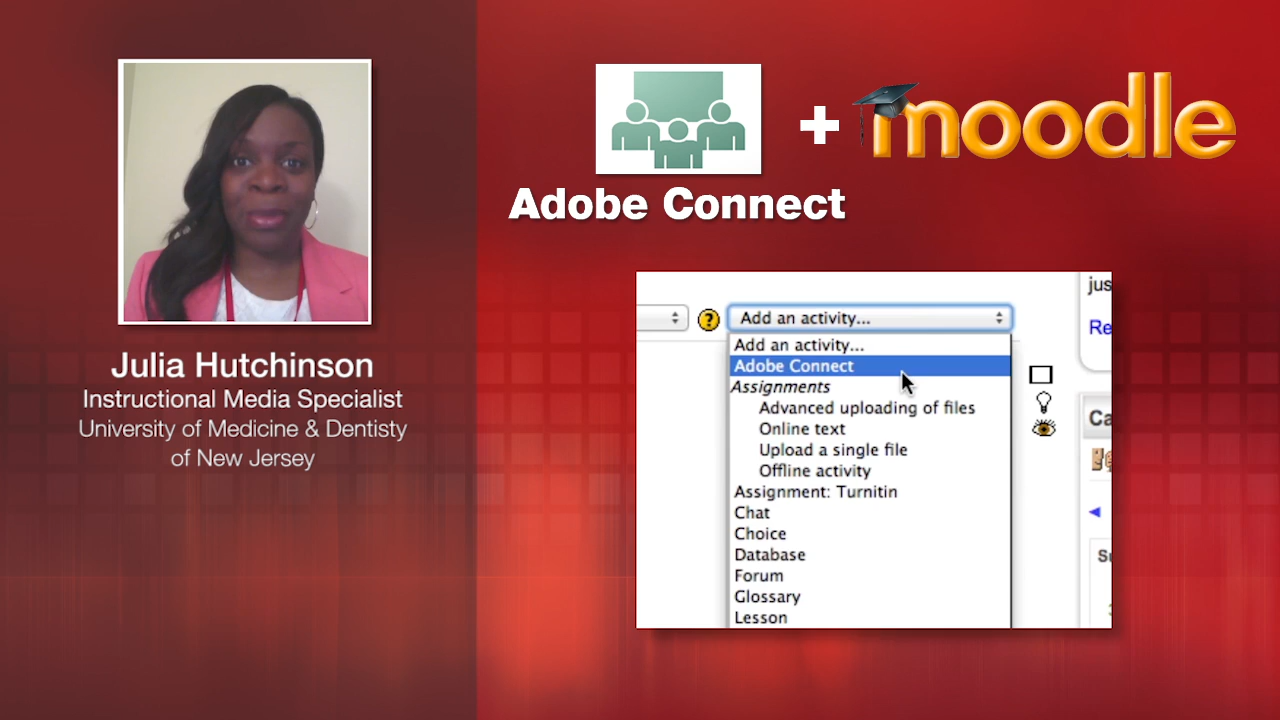 Julia Hutchinson
Instructional Media Specialist
University of Medicine & Dentisty
of New Jersey
+ moodle
Adobe Connect
Add an activity...
Add an activity...
Adobe Connect
Assignments
Advanced uploading of files
Online text
Upload a single file
Offline activity
Assignment: Turnitin
Chat
Choice
Database
Forum
Glossary
Lesson
?
jus
Re
Ca